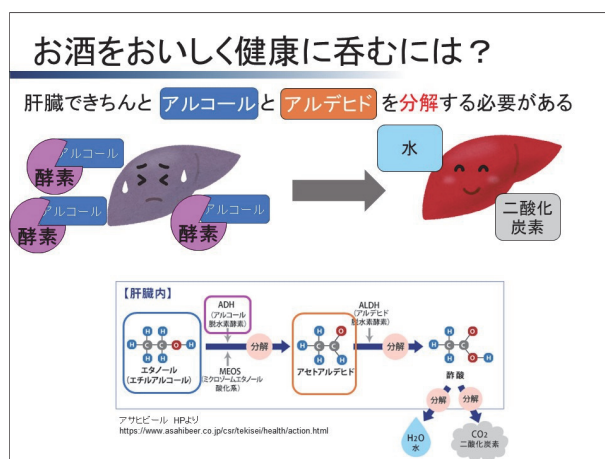 お酒をおいしく健康に呑むには？
肝臓できちんと アルコール と アルデヒド を分解する必要がある
アルコール
酵素
アルコール
酵素
アルコール
酵素
水
二酸化
炭素
【肝臓内】
ADH
(アルコール
脱水素酵素)
分解
MEOS
(ミクロゾームエタノール
酸化系)
H
H
H
C
C
O
H
H
H
エタノール
(エチルアルコール)
H
H
O
C
C
H
H
アセトアルデヒド
ALDH
(アルデヒド
脱水素酵素)
分解
H
H
O
C
C
H
O
H
酢酸
分解
分解
H2O
水
CO2
二酸化炭素
アサヒビール HPより
https://www.asahibeer.co.jp/csr/tekisei/health/action.html